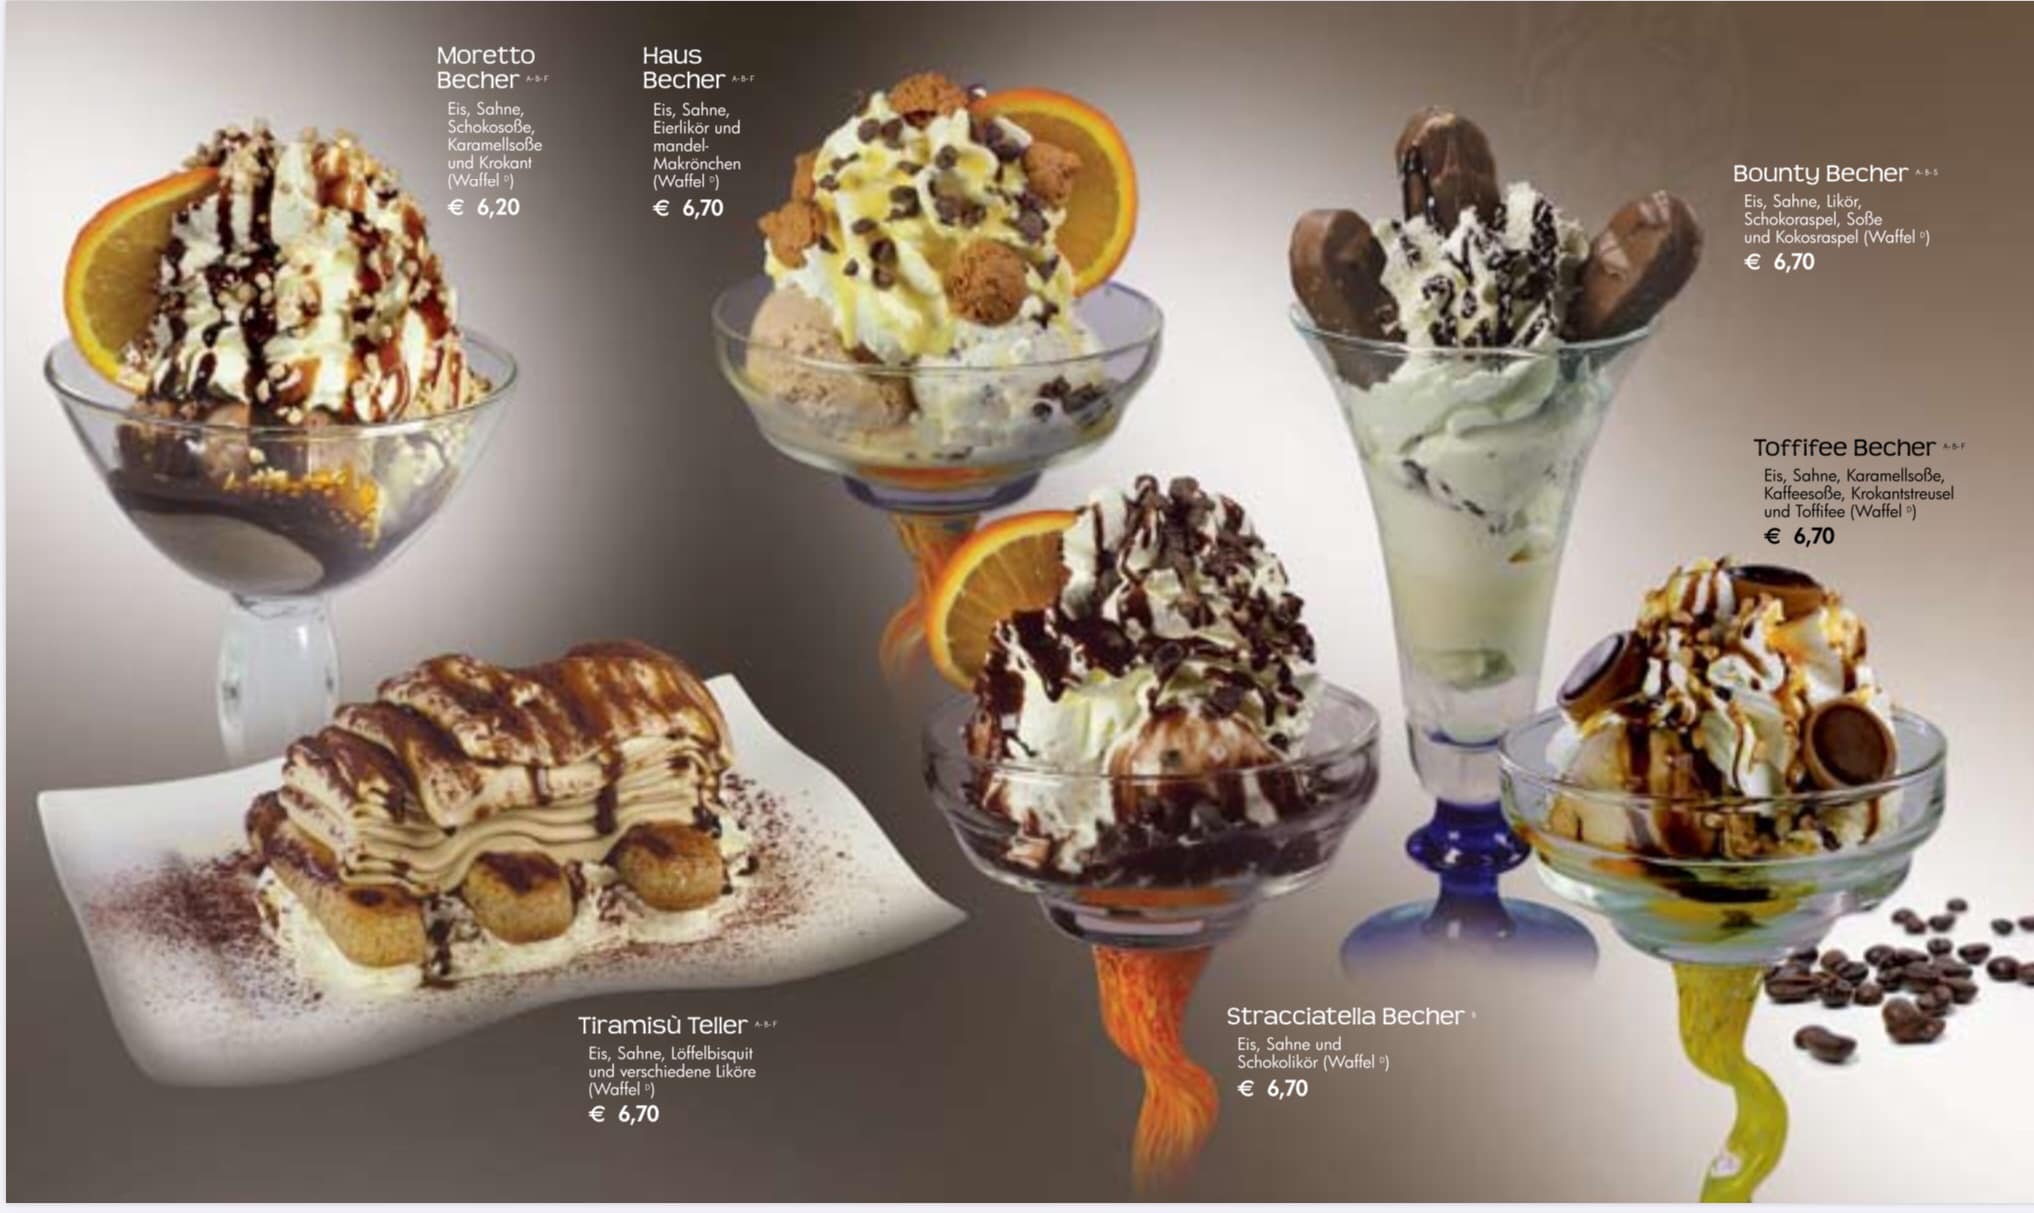 Moretto
Becher A-B-F
Eis, Sahne,
Schokosoße,
Karamellsoße
und Krokant
(Waffel D)
€ 6,20
Haus
Becher A-B-F
Eis, Sahne,
Eierlikör und
mandel-
Makrönchen
(Waffel D)
€ 6,70
Bounty Becher A-B-S
Eis, Sahne, Likör,
Schokoraspel, Soße
und Kokosraspel (Waffel D)
€ 6,70
Toffifee Becher A-B-F
Eis, Sahne, Karamellsoße,
Kaffeesoße, Krokantstreusel
und Toffifee (Waffel D)
€ 6,70
Tiramisù Teller A-B-F
Eis, Sahne, Löffelbisquit
und verschiedene Liköre
(Waffel D)
€ 6,70
Stracciatella Becher
Eis, Sahne und
Schokolikör (Waffel D)
€ 6,70